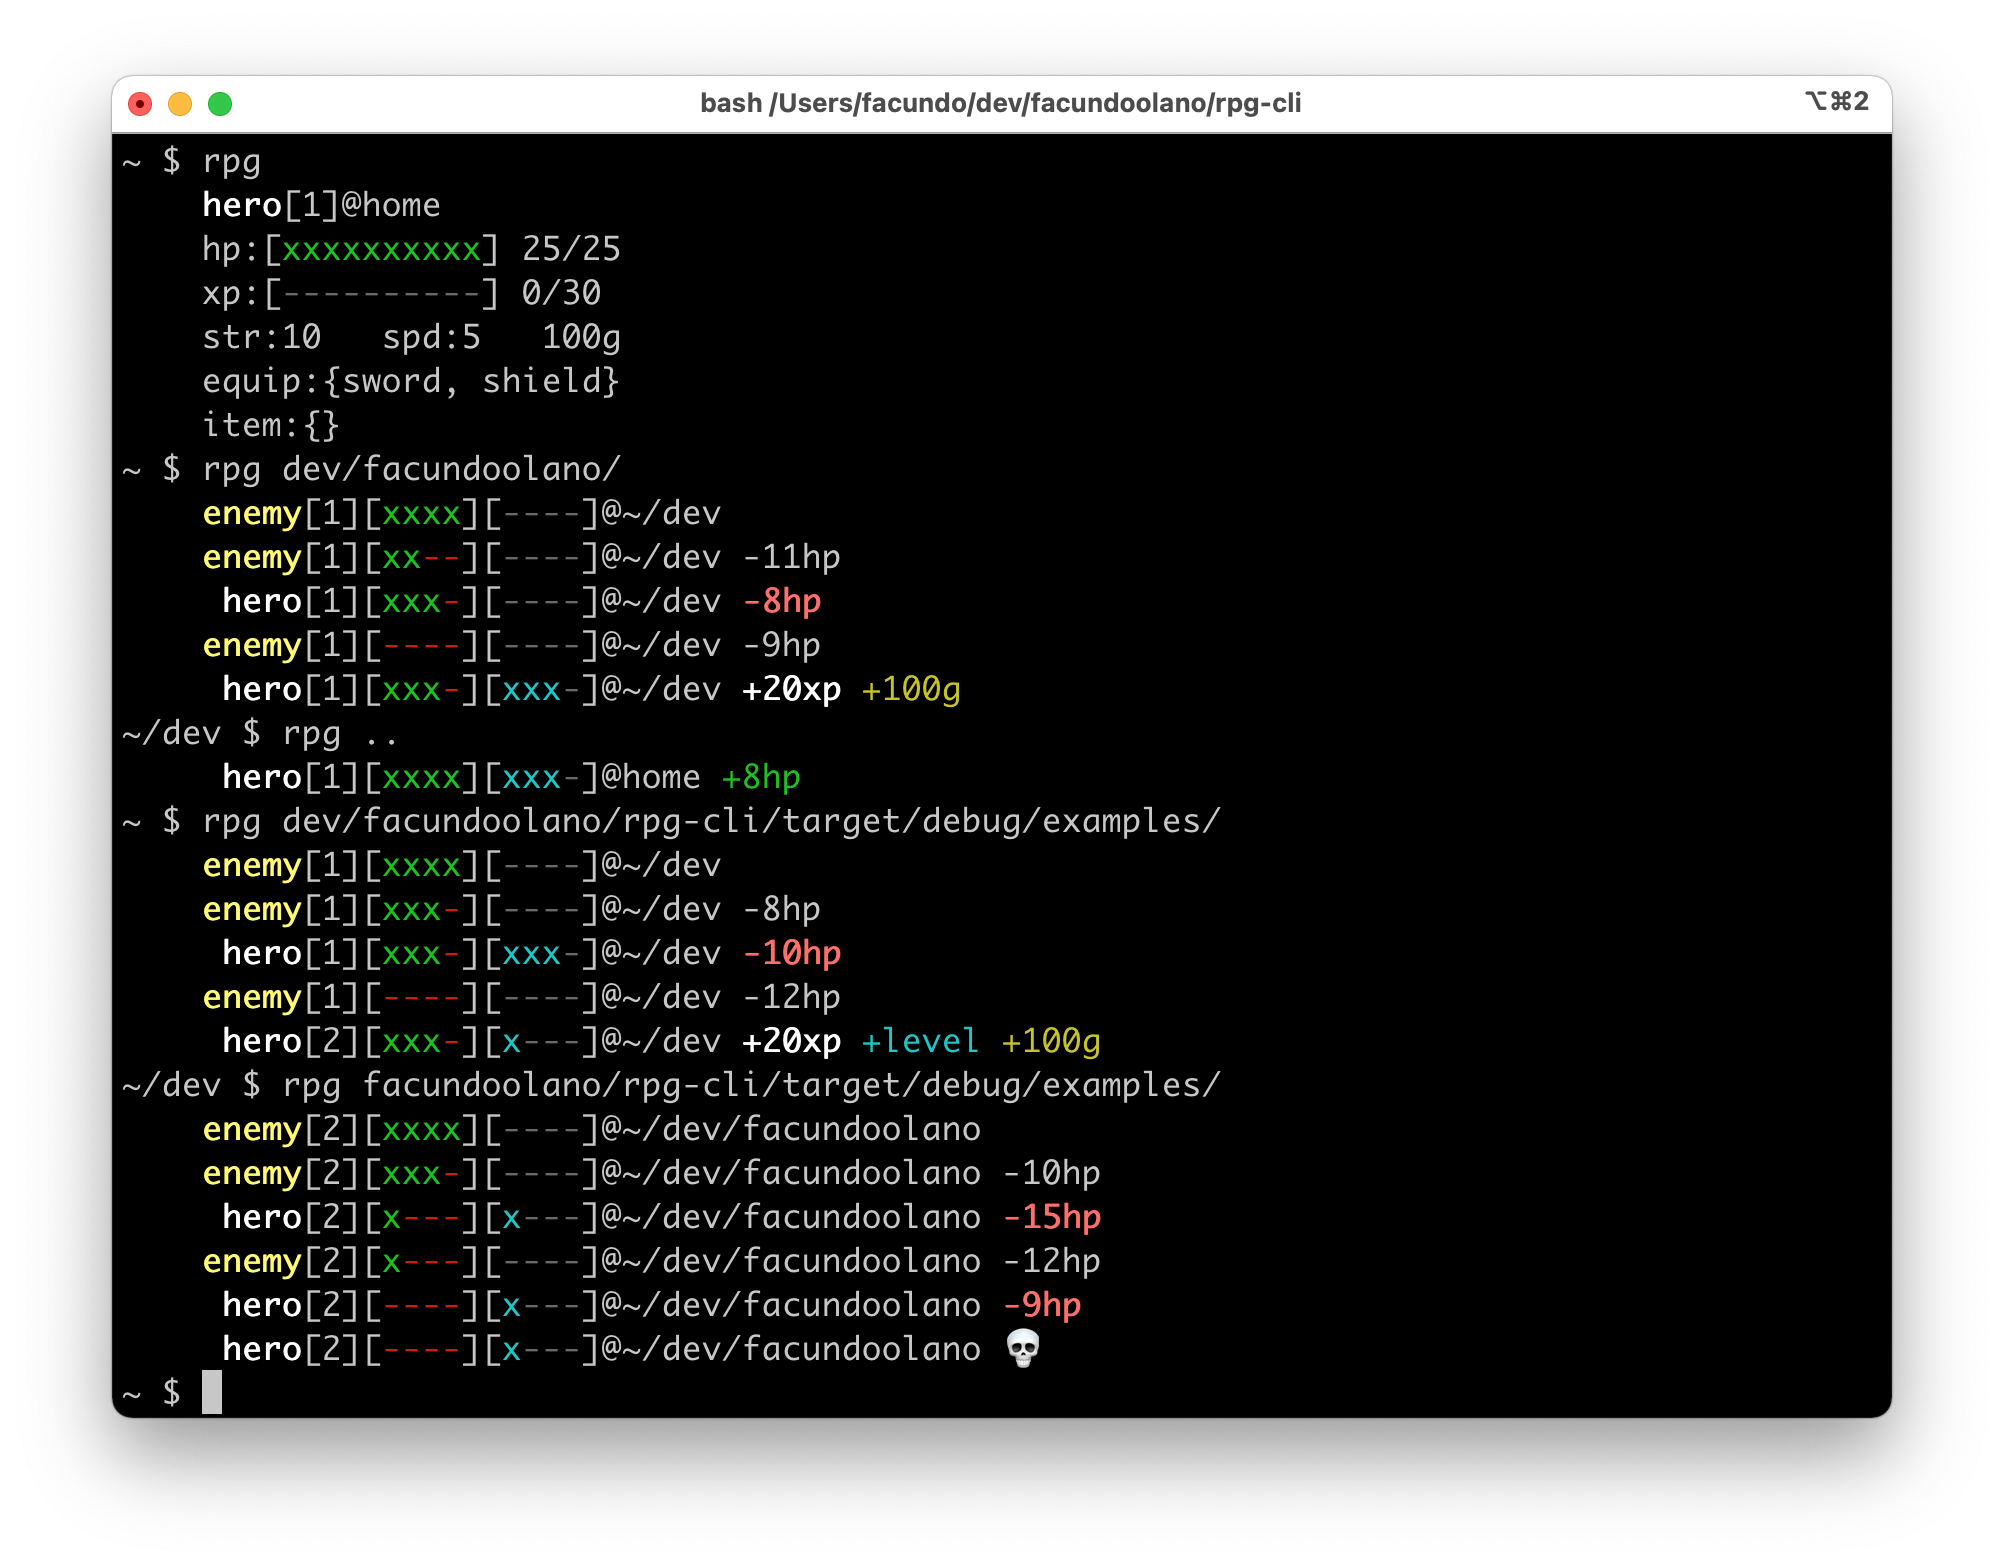 bash /Users/facundo/dev/facundoolano/rpg-cli ⌥⌘2
~ $ rpg
hero[1]@home
hp:[xxxxxxxxxx] 25/25
xp:[----------] 0/30
str:10   spd:5   100g
equip:{sword, shield}
item:{}
~ $ rpg dev/facundoolano/
enemy[1][xxxx][----]@~/dev
enemy[1][xx--][----]@~/dev -11hp
hero[1][xxx-][----]@~/dev -8hp
enemy[1][----][----]@~/dev -9hp
hero[1][xxx-][xxx-]@~/dev +20xp +100g
~/dev $ rpg ..
hero[1][xxxx][xxx-]@home +8hp
~ $ rpg dev/facundoolano/rpg-cli/target/debug/examples/
enemy[1][xxxx][----]@~/dev
enemy[1][xxx-][----]@~/dev -8hp
hero[1][xxx-][xxx-]@~/dev -10hp
enemy[1][----][----]@~/dev -12hp
hero[2][xxx-][x---]@~/dev +20xp +level +100g
~/dev $ rpg facundoolano/rpg-cli/target/debug/examples/
enemy[2][xxxx][----]@~/dev/facundoolano
enemy[2][xxx-][----]@~/dev/facundoolano -10hp
hero[2][x---][x---]@~/dev/facundoolano -15hp
enemy[2][x---][----]@~/dev/facundoolano -12hp
hero[2][----][x---]@~/dev/facundoolano -9hp
hero[2][----][x---]@~/dev/facundoolano 💀
~ $